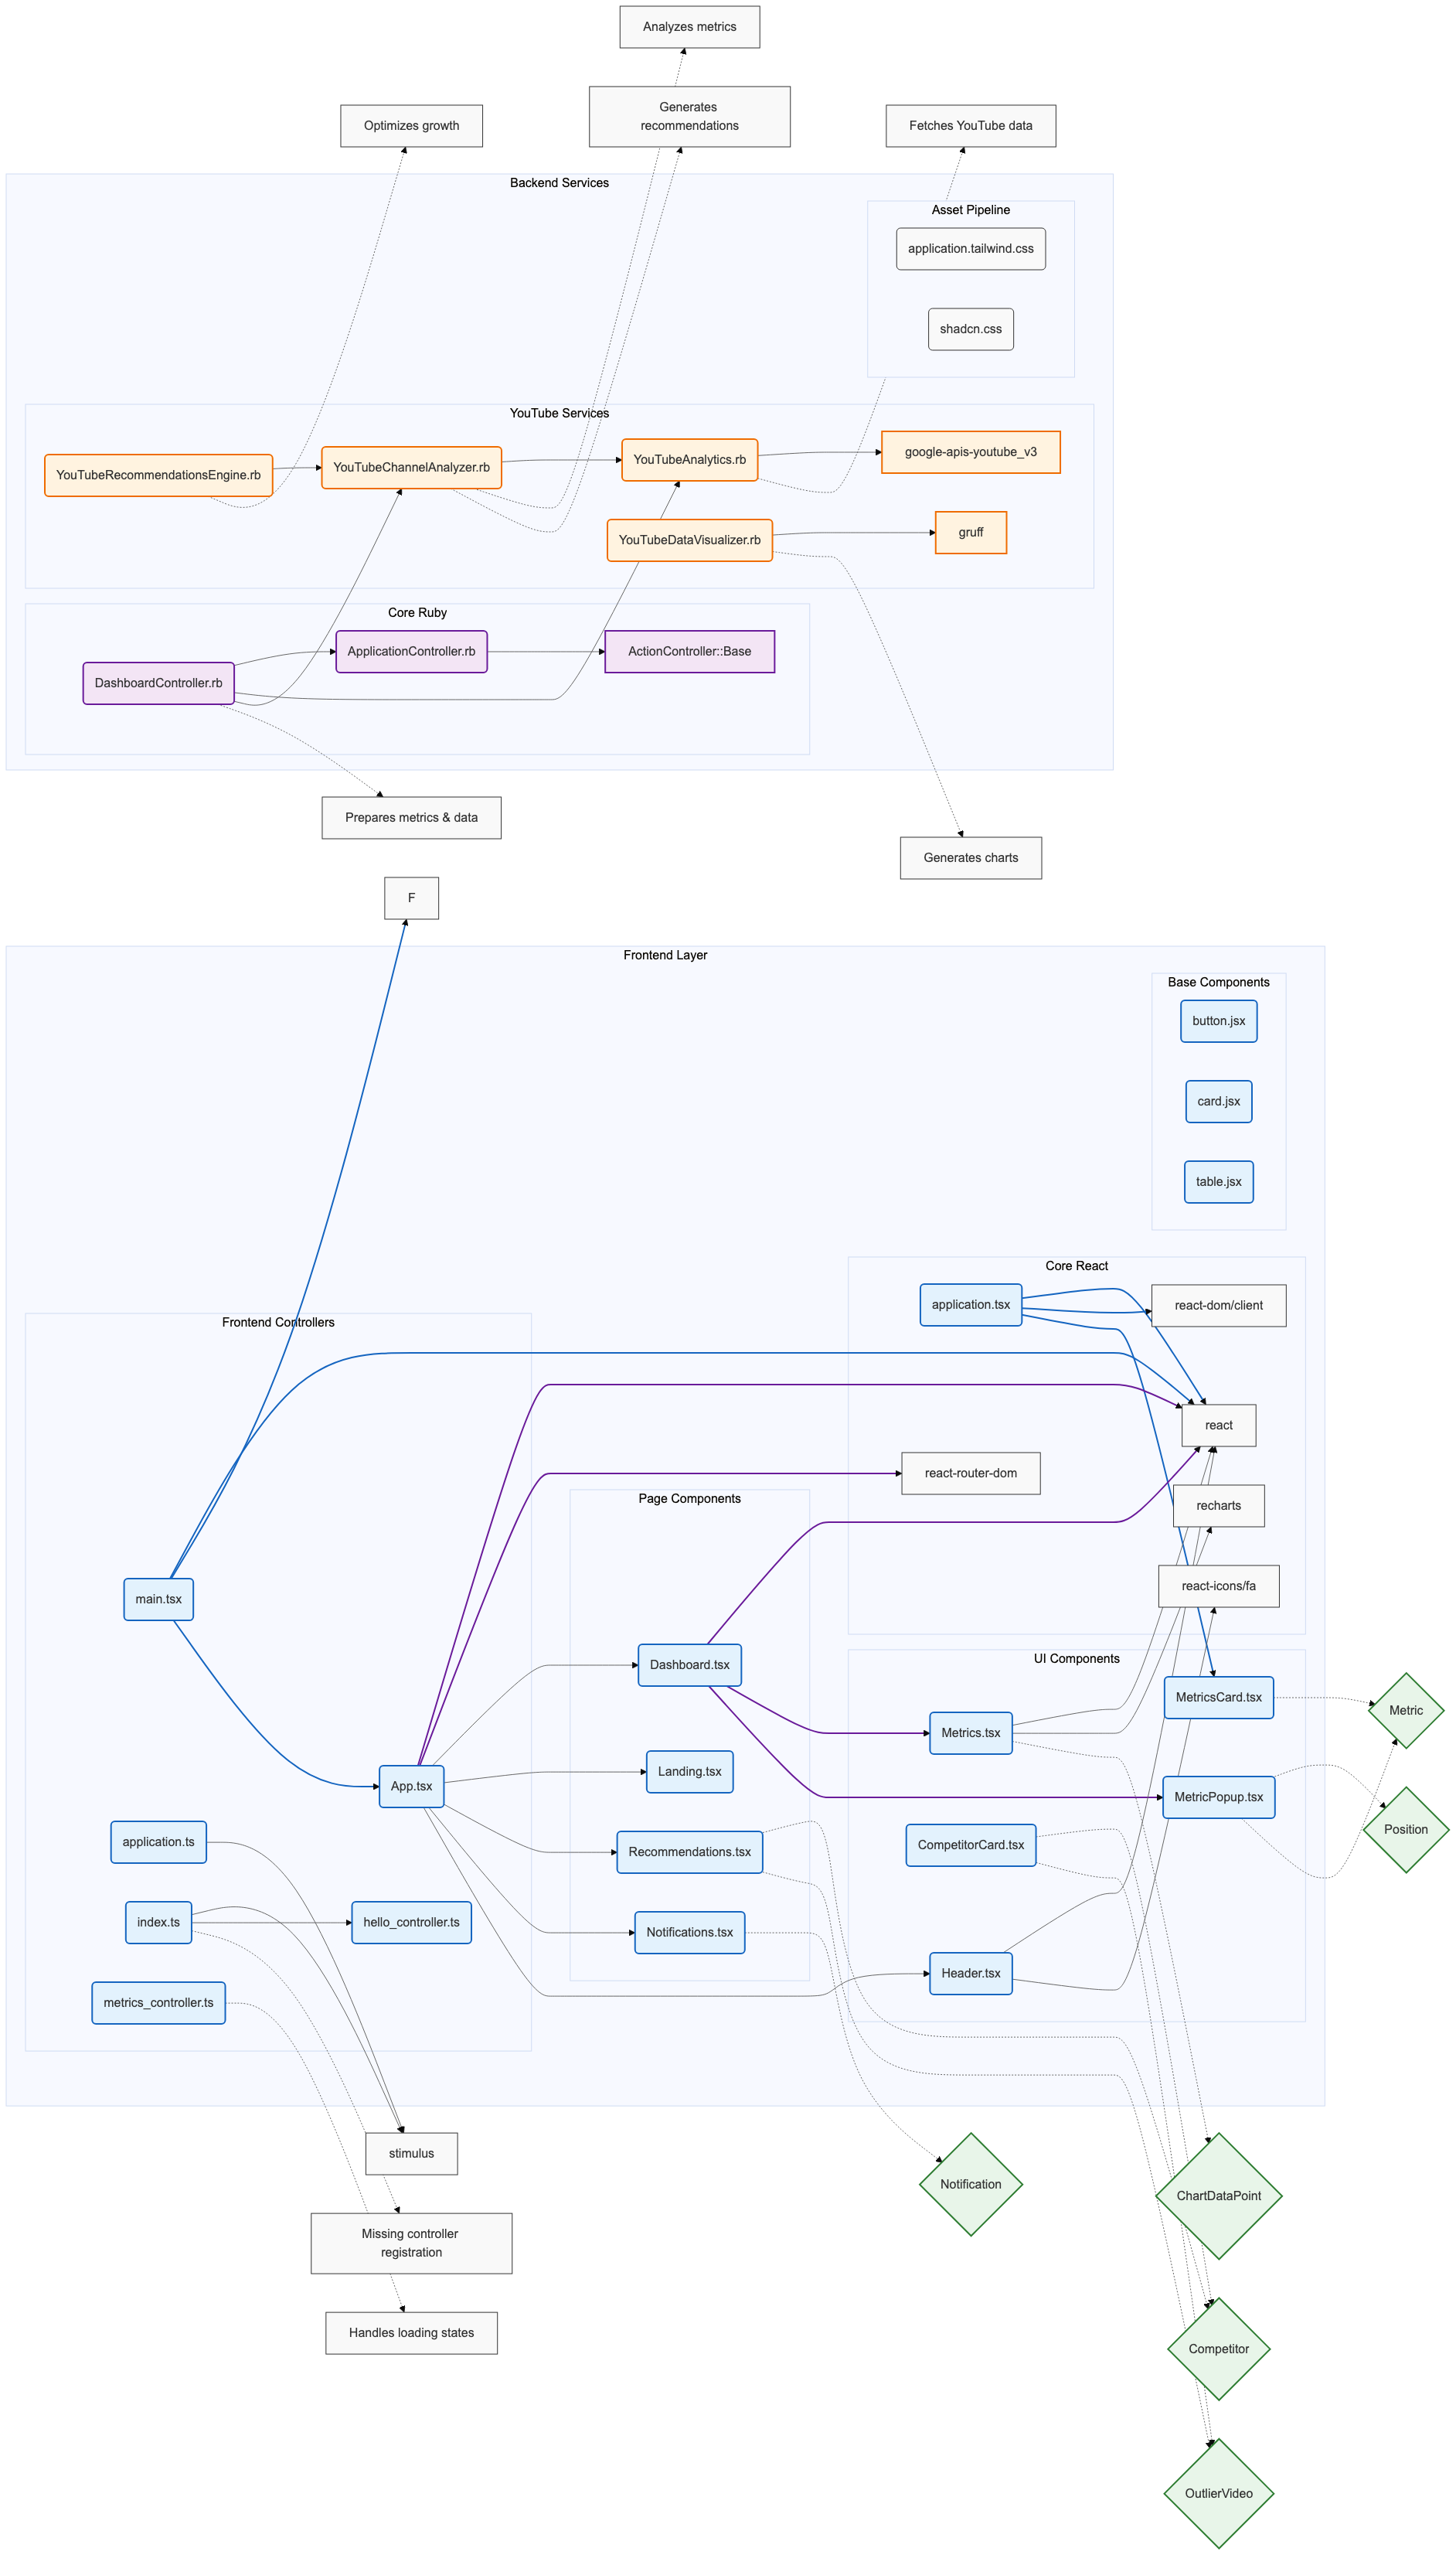 Analyzes metrics
Generates
recommendations
Optimizes growth
Fetches YouTube data
Backend Services
Asset Pipeline
application.tailwind.css
shadcn.css
YouTube Services
YouTubeRecommendationsEngine.rb
YouTubeChannelAnalyzer.rb
YouTubeAnalytics.rb
google-apis-youtube_v3
YouTubeDataVisualizer.rb
gruff
Core Ruby
DashboardController.rb
ApplicationController.rb
ActionController::Base
Prepares metrics & data
Generates charts
F
Frontend Layer
Base Components
button.jsx
card.jsx
table.jsx
Core React
application.tsx
react-dom/client
react
react-router-dom
recharts
react-icons/fa
Frontend Controllers
main.tsx
App.tsx
application.ts
index.ts
hello_controller.ts
metrics_controller.ts
Page Components
Dashboard.tsx
Landing.tsx
Recommendations.tsx
Notifications.tsx
UI Components
MetricsCard.tsx
Metrics.tsx
MetricPopup.tsx
CompetitorCard.tsx
Header.tsx
Metric
Position
stimulus
Missing controller
registration
Handles loading states
Notification
ChartDataPoint
Competitor
OutlierVideo